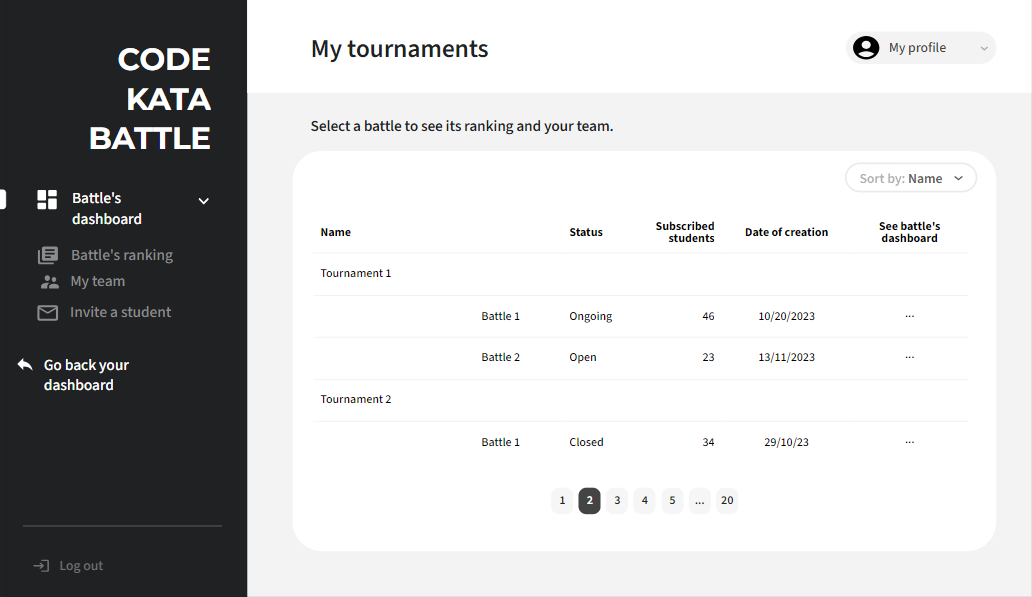 CODE
KATA
BATTLE
Battle's
dashboard
Battle's ranking
My team
Invite a student
Go back your
dashboard
Log out
My tournaments
My profile
Select a battle to see its ranking and your team.
Sort by: Name
Name Status Subscribed students Date of creation See battle's dashboard
Tournament 1
Battle 1 Ongoing 46 10/20/2023 ...
Battle 2 Open 23 13/11/2023 ...
Tournament 2
Battle 1 Closed 34 29/10/23 ...
1 2 3 4 5 ... 20